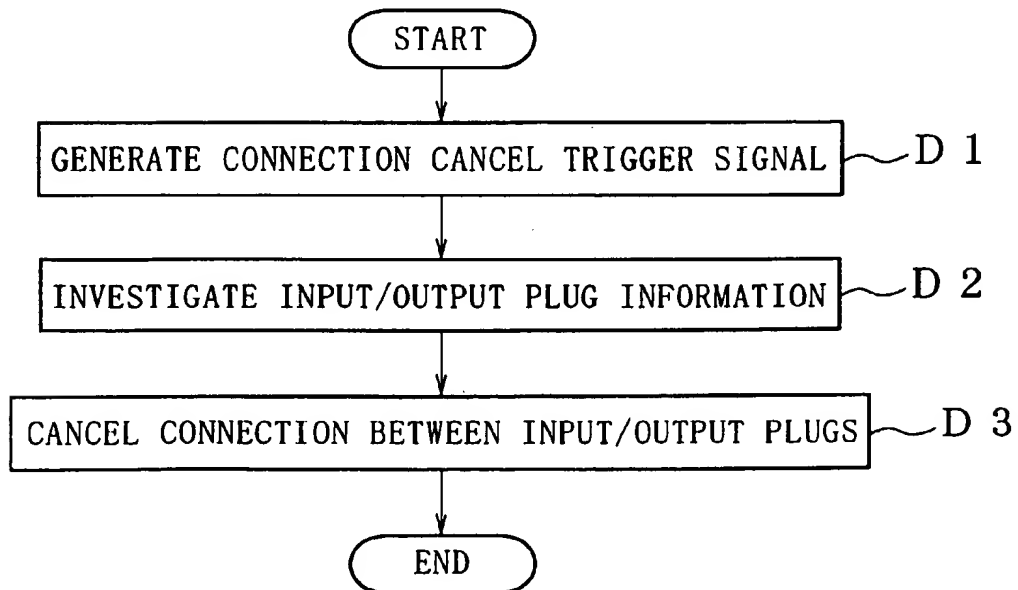 START
GENERATE CONNECTION CANCEL TRIGGER SIGNAL D 1
INVESTIGATE INPUT/OUTPUT PLUG INFORMATION D 2
CANCEL CONNECTION BETWEEN INPUT/OUTPUT PLUGS D 3
END